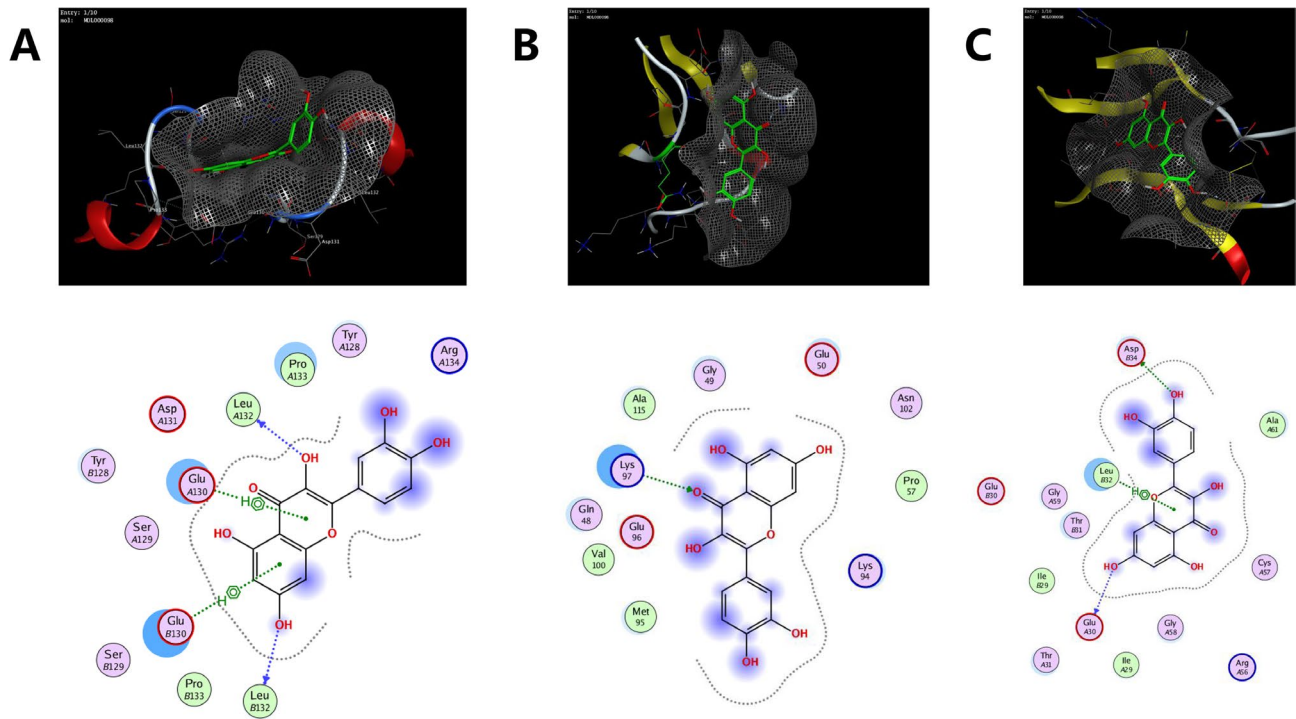 A
Entry: 1/10
mol: MOL000098
Leu132
Pro133
Glu130
Ser129
Asp131
Leu132
B
Entry: 1/10
mol: MOL000098
C
Entry: 1/10
mol: MOL000098
Tyr
A128
Pro
A133
Arg
A134
Leu
A132
Asp
A131
Tyr
B128
Glu
A130
Ser
A129
Glu
B130
Ser
B129
Pro
B133
Leu
B132
OH
OH
OH
O
H
O
OH
H
OH
Glu
50
Gly
49
Asn
102
Ala
115
Lys
97
Pro
57
Gln
48
Glu
96
Val
100
Lys
94
Met
95
OH
OH
O
HO
O
OH
OH
Asp
B34
OH
HO
Ala
A61
Leu
B32
H
O
OH
Glu
B30
Gly
A59
Thr
B31
O
Cys
A57
Ile
B29
HO
OH
Glu
A30
Gly
A58
Thr
A31
Ile
A29
Arg
A56